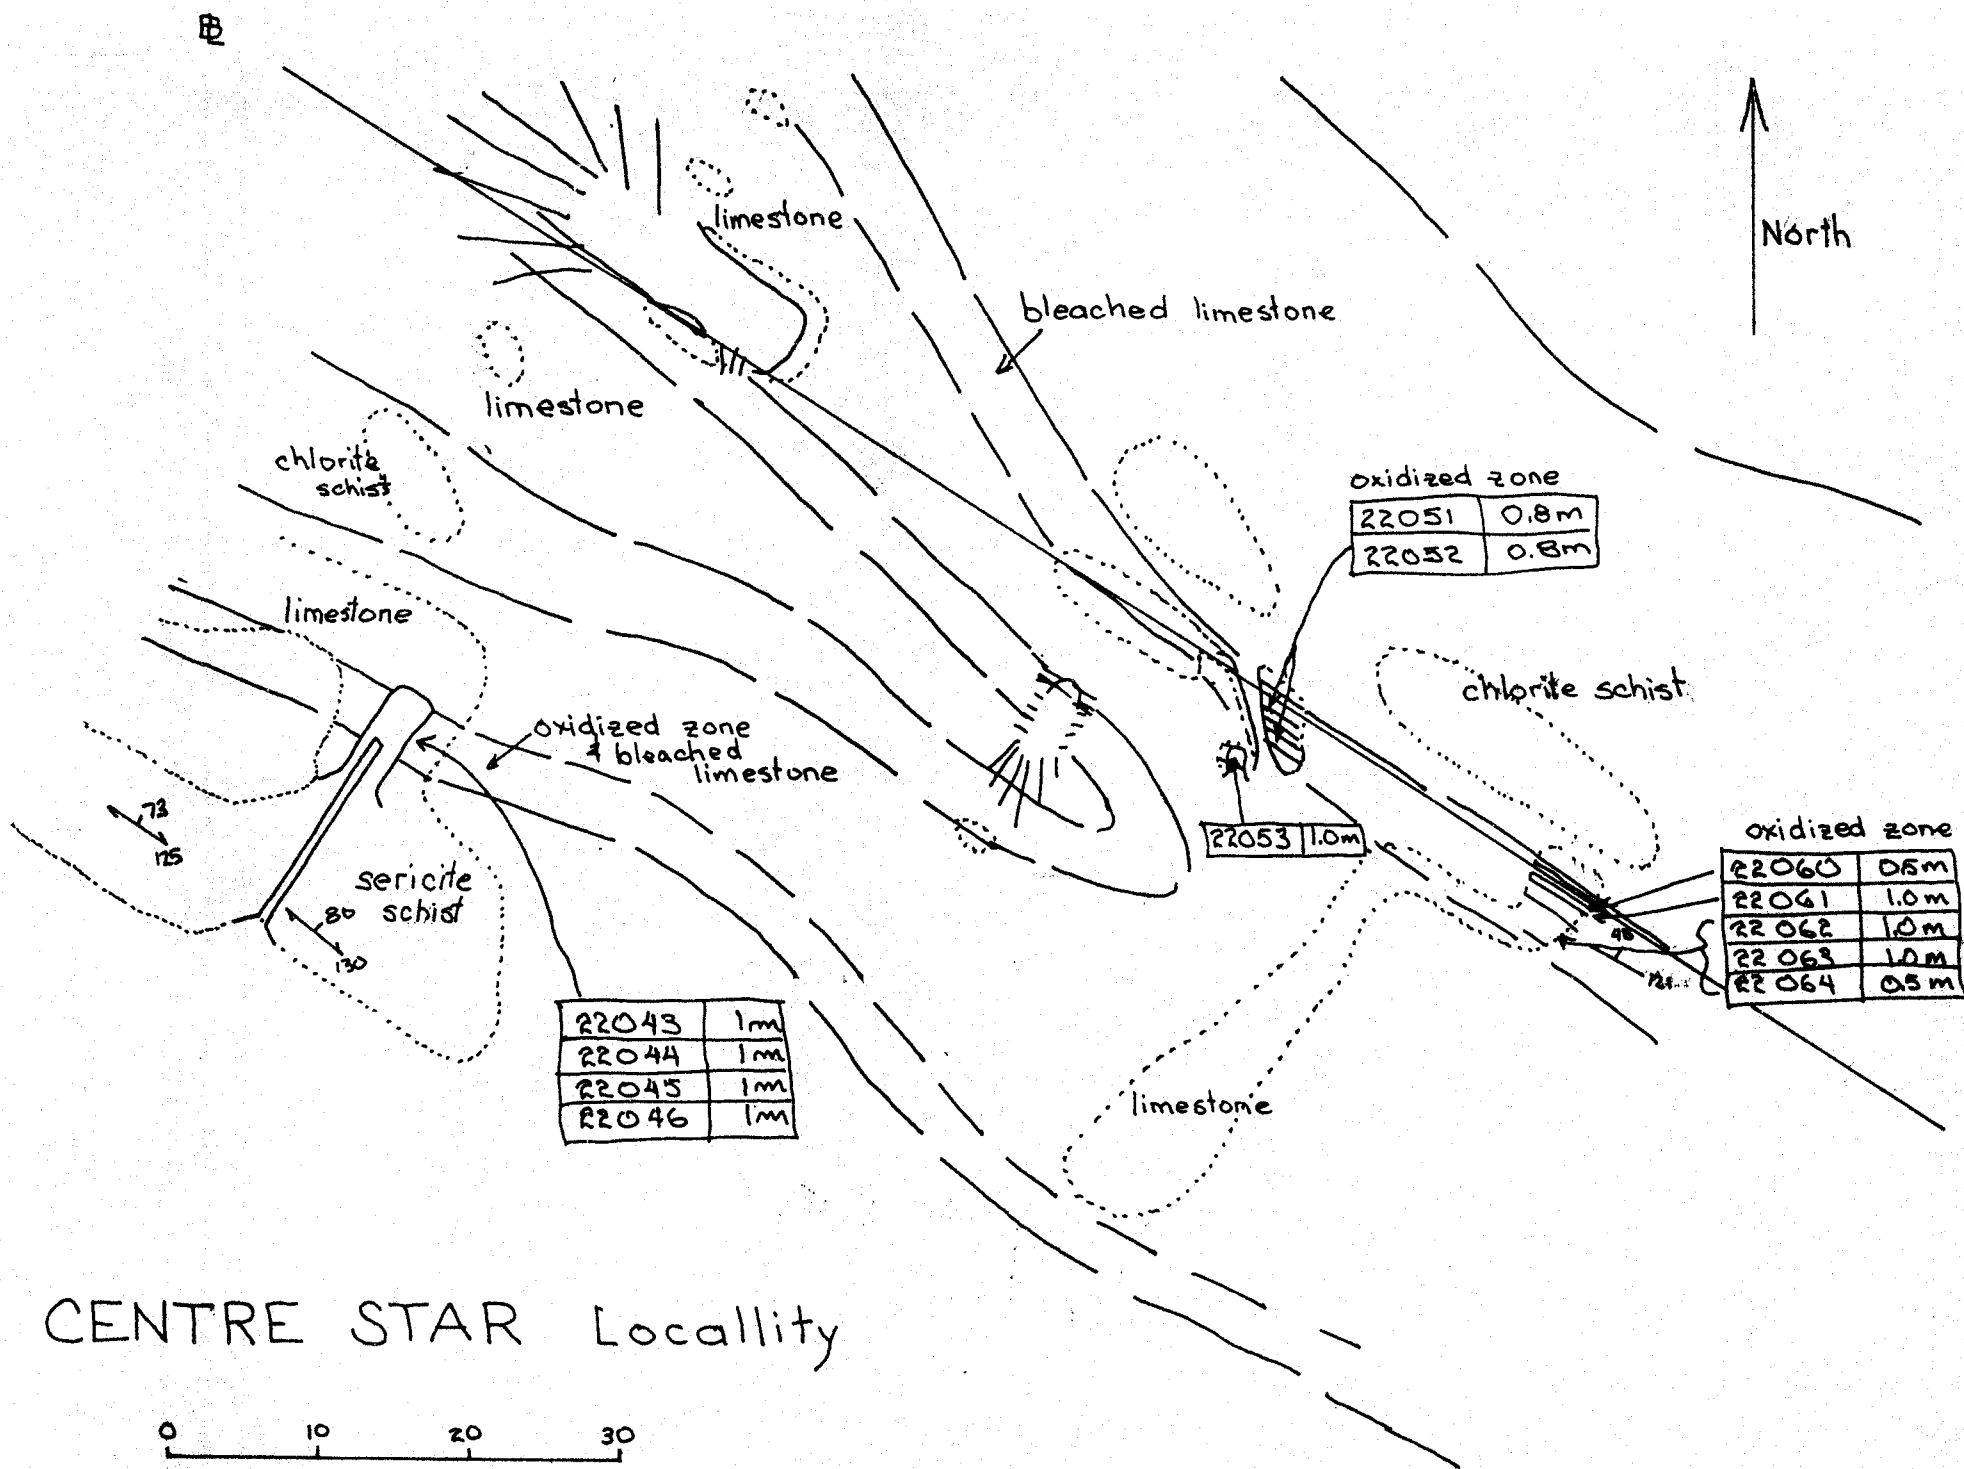 BL
limestone
North
bleached limestone
limestone
chlorite
schist
oxidized zone
22051 0.8m
22052 0.8m
limestone
chlorite schist
oxidized zone
& bleached
limestone
73
125
22053 1.0m
sericite
schist
80
130
oxidized zone
22060 0.5m
22061 1.0m
22062 1.0m
22063 1.0m
22064 0.5m
48
22043 1m
22044 1m
22045 1m
22046 1m
limestone
CENTRE STAR Locallity
0 10 20 30